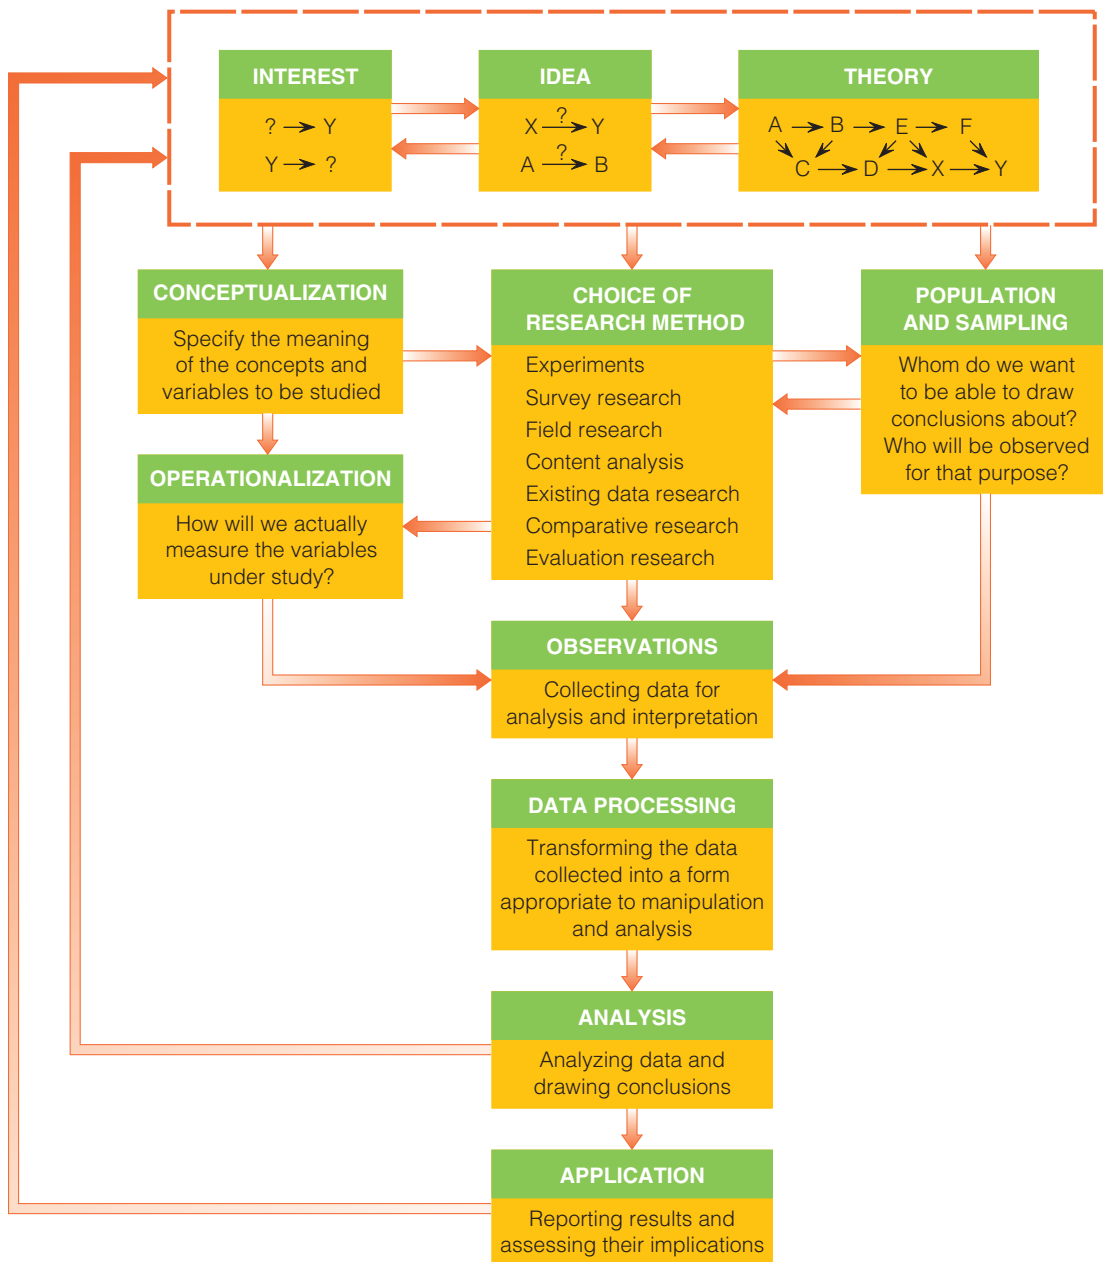 INTEREST
? → Y
Y → ?
IDEA
?
X → Y
?
A → B
THEORY
A → B → E → F
C → D → X → Y
CONCEPTUALIZATION
Specify the meaning
of the concepts and
variables to be studied
OPERATIONALIZATION
How will we actually
measure the variables
under study?
CHOICE OF
RESEARCH METHOD
Experiments
Survey research
Field research
Content analysis
Existing data research
Comparative research
Evaluation research
POPULATION
AND SAMPLING
Whom do we want
to be able to draw
conclusions about?
Who will be observed
for that purpose?
OBSERVATIONS
Collecting data for
analysis and interpretation
DATA PROCESSING
Transforming the data
collected into a form
appropriate to manipulation
and analysis
ANALYSIS
Analyzing data and
drawing conclusions
APPLICATION
Reporting results and
assessing their implications